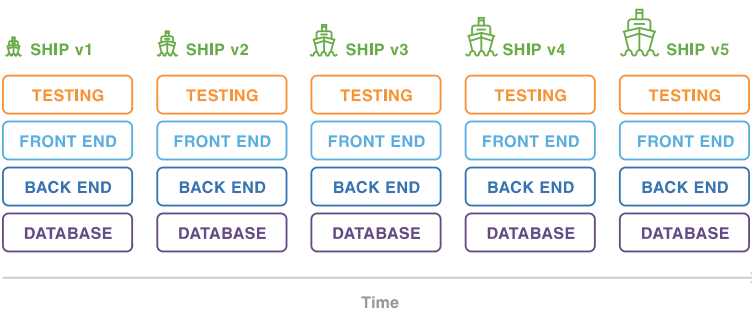 SHIP v1 SHIP v2 SHIP v3 SHIP v4 SHIP v5
TESTING TESTING TESTING TESTING TESTING
FRONT END FRONT END FRONT END FRONT END FRONT END
BACK END BACK END BACK END BACK END BACK END
DATABASE DATABASE DATABASE DATABASE DATABASE
Time